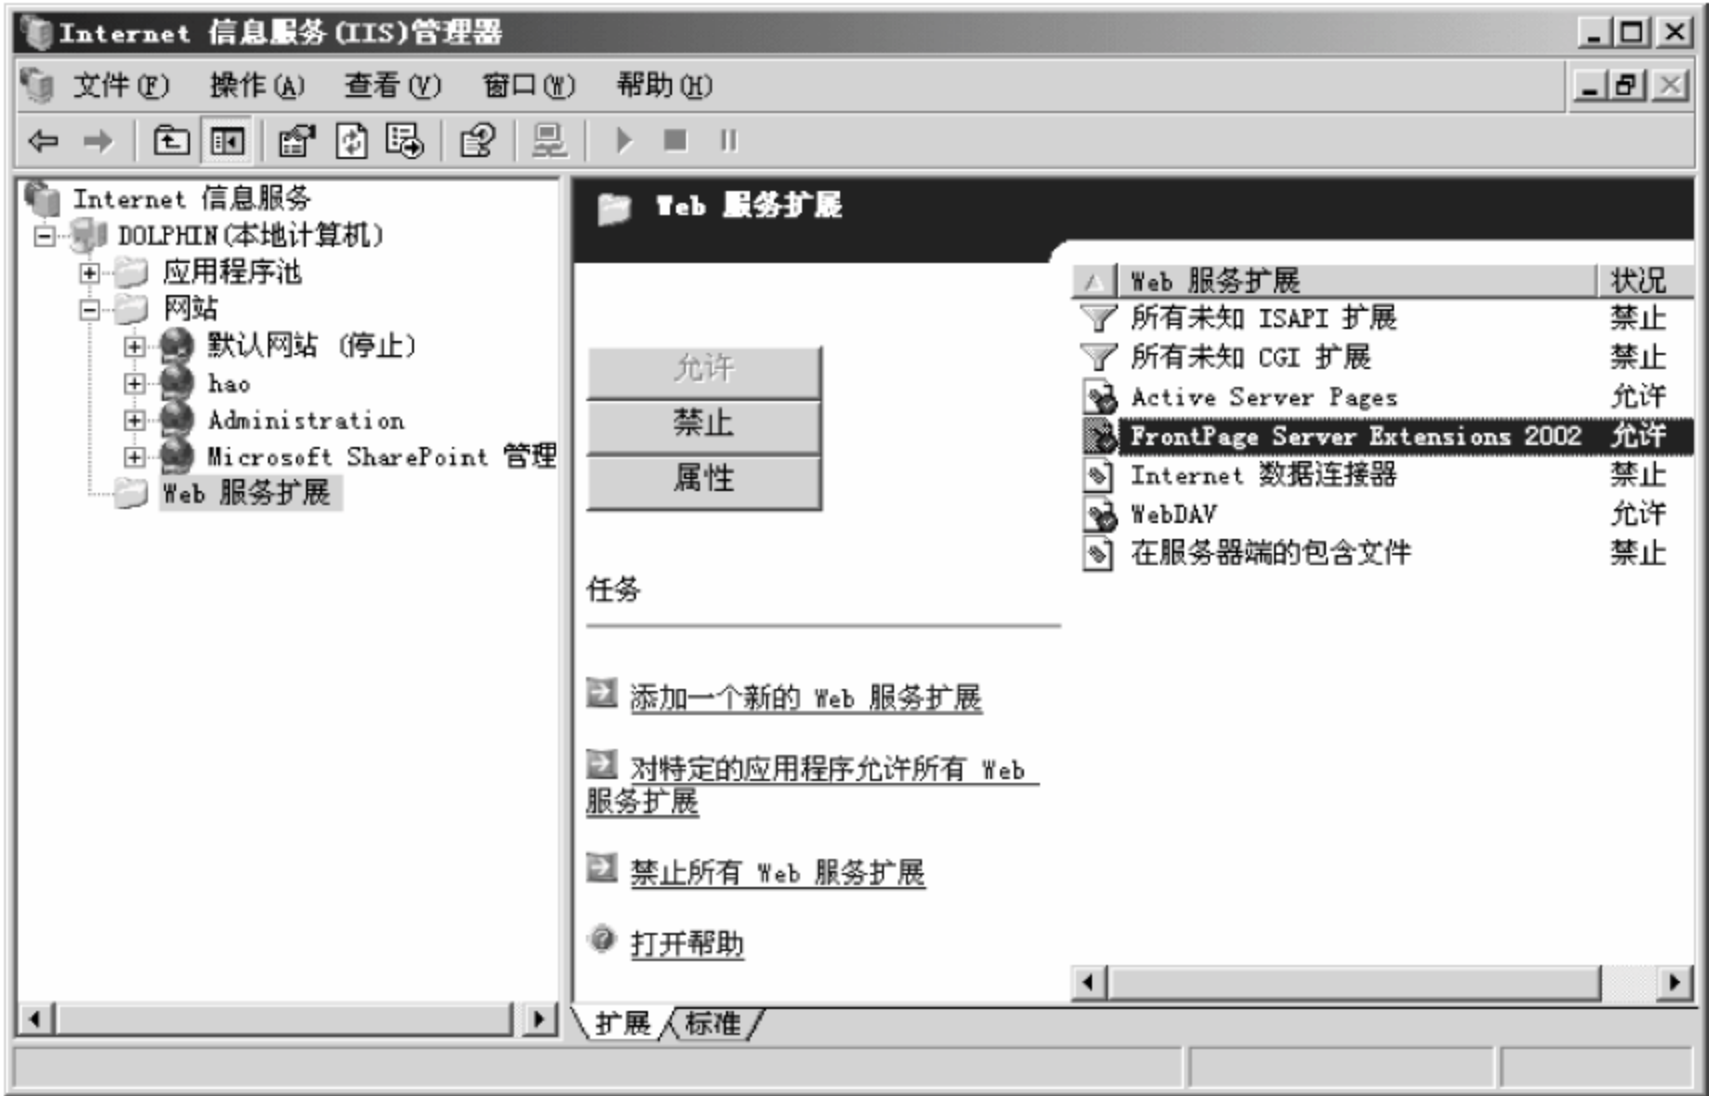 Internet 信息服务(IIS)管理器
文件(F) 操作(A) 查看(V) 窗口(W) 帮助(H)
Internet 信息服务
DOLPHIN(本地计算机)
应用程序池
网站
默认网站 (停止)
hao
Administration
Microsoft SharePoint 管理
Web 服务扩展
Web 服务扩展
允许
禁止
属性
任务
添加一个新的 Web 服务扩展
对特定的应用程序允许所有 Web
服务扩展
禁止所有 Web 服务扩展
打开帮助
Web 服务扩展 状况
所有未知 ISAPI 扩展 禁止
所有未知 CGI 扩展 禁止
Active Server Pages 允许
FrontPage Server Extensions 2002 允许
Internet 数据连接器 禁止
WebDAV 允许
在服务器端的包含文件 禁止
扩展 标准